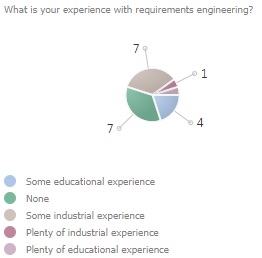 What is your experience with requirements engineering?
7
1
7
4
Some educational experience
None
Some industrial experience
Plenty of industrial experience
Plenty of educational experience